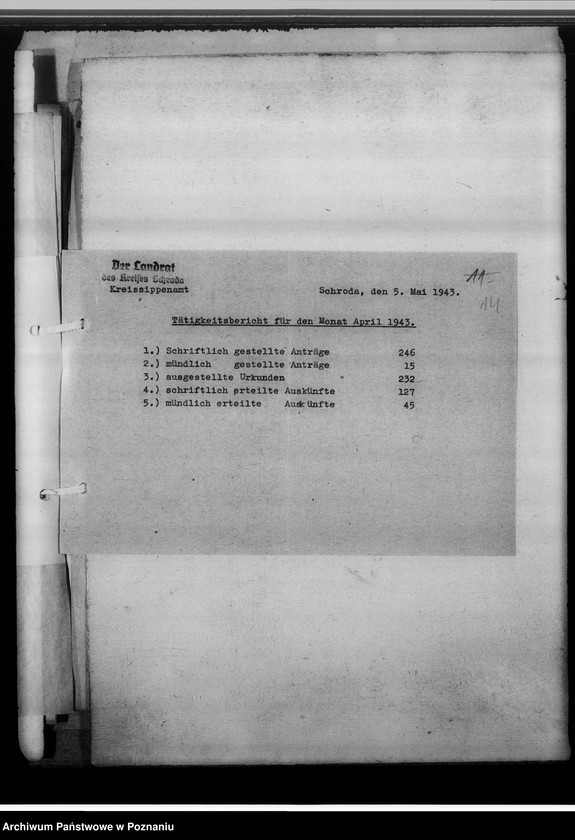 Der Landrat
des Kreises Schroda
Kreissippenamt
Schroda, den 5. Mai 1943.
11
14
Tätigkeitsbericht für den Monat April 1943.
1.) Schriftlich gestellte Anträge 246
2.) mündlich gestellte Anträge 15
3.) ausgestellte Urkunden 232
4.) schriftlich erteilte Auskünfte 127
5.) mündlich erteilte Auskünfte 45
Archiwum Państwowe w Poznaniu